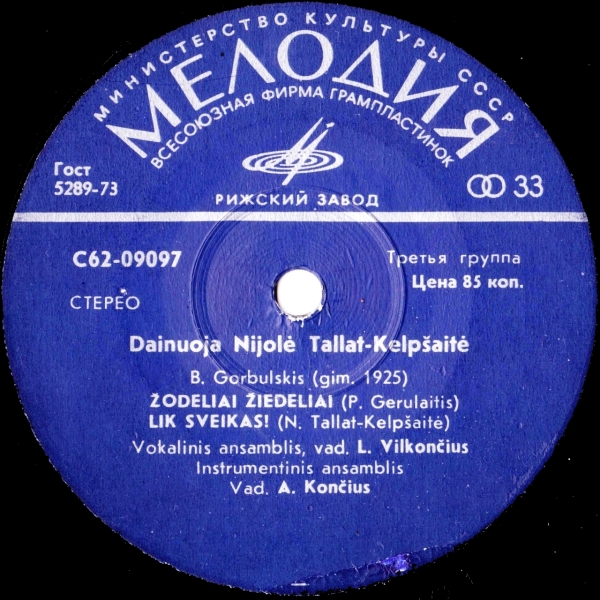 МИНИСТЕРСТВО КУЛЬТУРЫ СССР
МЕЛОДИЯ
ВСЕСОЮЗНАЯ ФИРМА ГРАМПЛАСТИНОК
Гост
5289-73
33
РИЖСКИЙ ЗАВОД
С62-09097
Третья группа
Цена 85 коп.
СТЕРЕО
Dainuoja Nijolė Tallat-Kelpšaitė
B. Gorbulskis (gim. 1925)
ŽODELIAI ŽIEDELIAI (P. Gerulaitis)
LIK SVEIKAS! (N. Tallat-Kelpšaitė)
Vokalinis ansamblis, vad. L. Vilkončius
Instrumentinis ansamblis
Vad. A. Končius